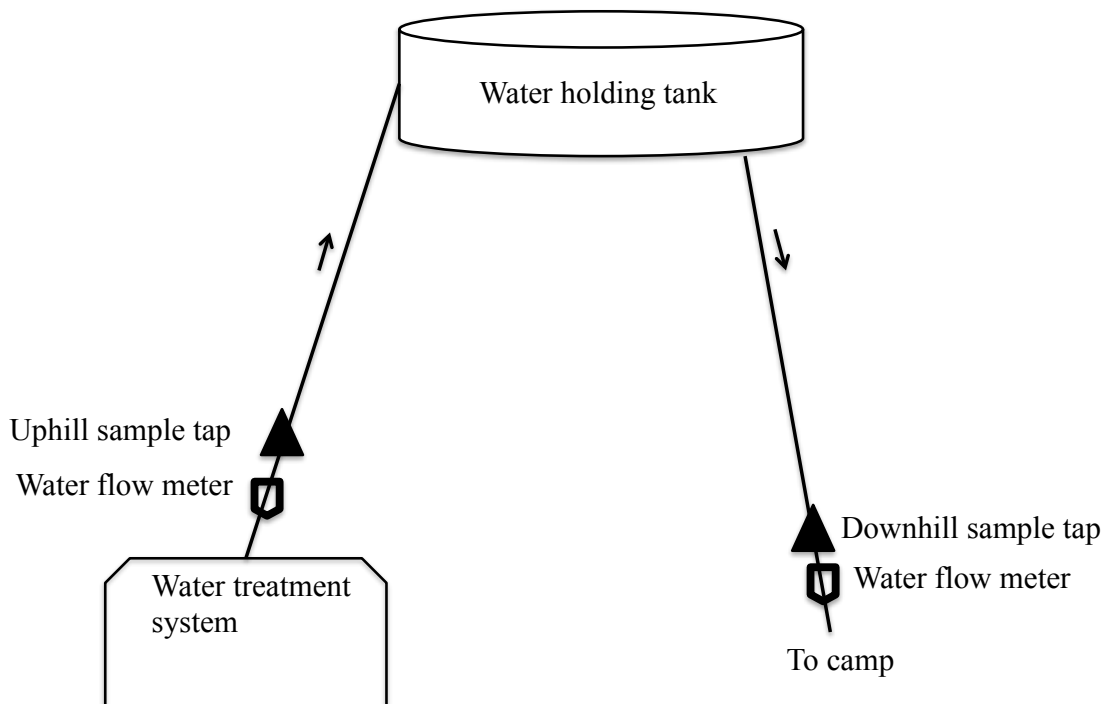 Water holding tank
Uphill sample tap
Water flow meter
Water treatment
system
Downhill sample tap
Water flow meter
To camp